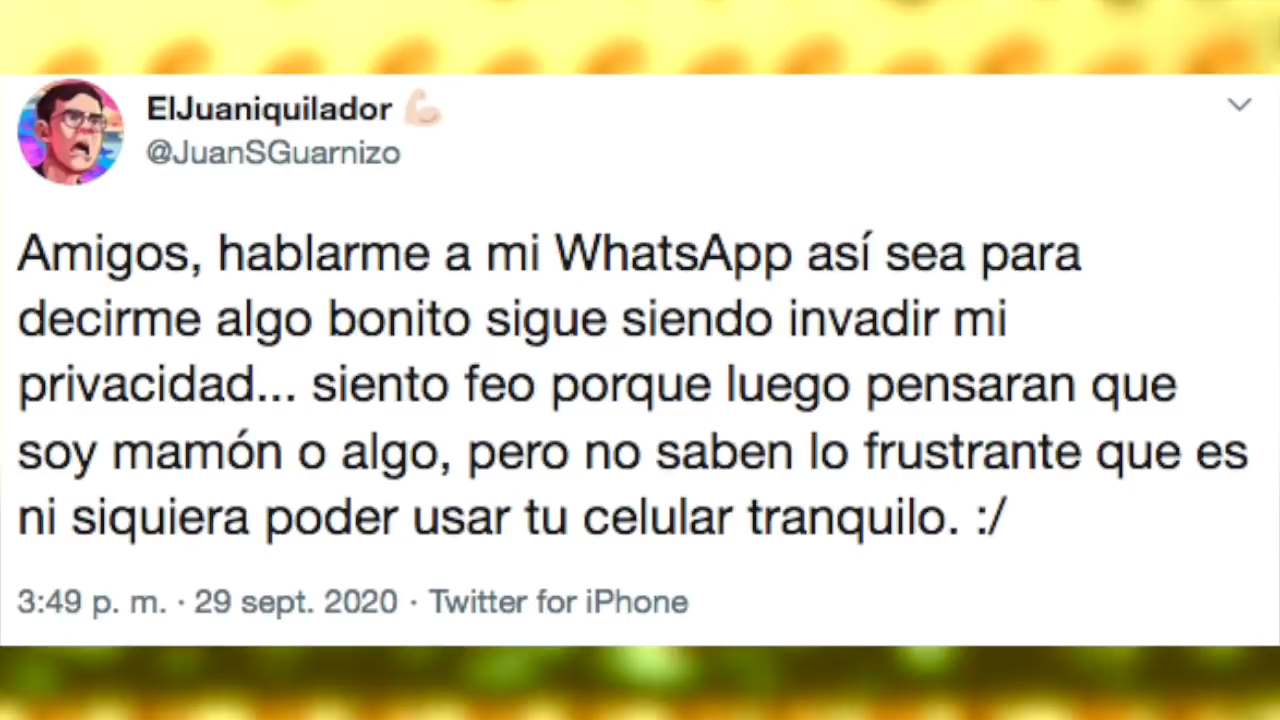 ElJuaniquilador 💪🏻
@JuanSGuarnizo
Amigos, hablarme a mi WhatsApp así sea para
decirme algo bonito sigue siendo invadir mi
privacidad... siento feo porque luego pensaran que
soy mamón o algo, pero no saben lo frustrante que es
ni siquiera poder usar tu celular tranquilo. :/
3:49 p. m. · 29 sept. 2020 · Twitter for iPhone